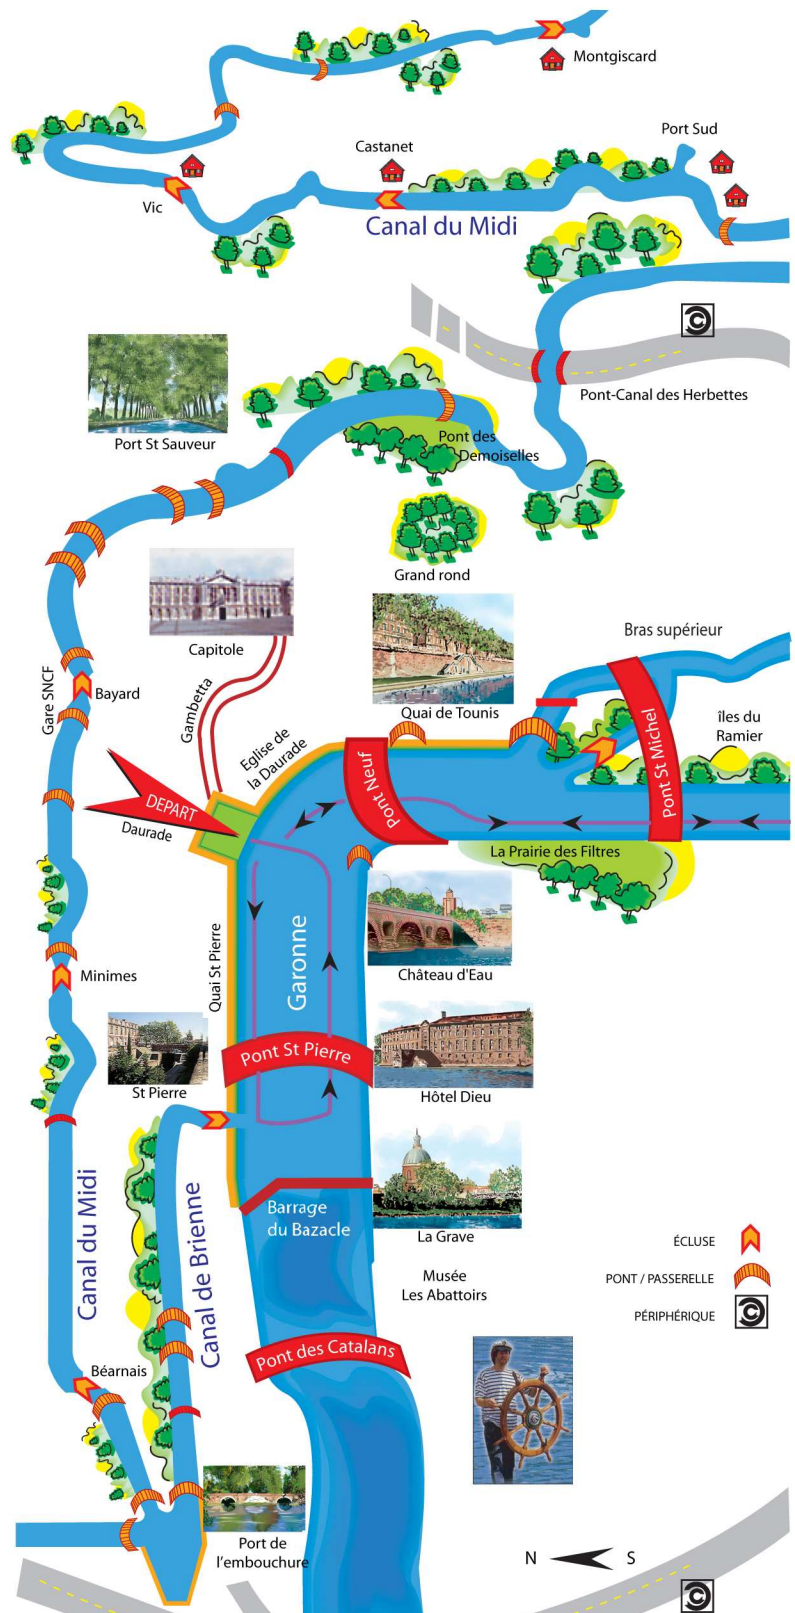 Montgiscard
Port Sud
Castanet
Vic
Canal du Midi
Pont-Canal des Herbettes
Port St Sauveur
Pont des
Demoiselles
Grand rond
Capitole
Quai de Tounis
Bras supérieur
Gare SNCF
Bayard
Gambetta
Eglise de
la Daurade
îles du
Ramier
Pont Neuf
Pont St Michel
DEPART
Daurade
La Prairie des Filtres
Quai St Pierre
Garonne
Château d'Eau
Minimes
Pont St Pierre
St Pierre
Hôtel Dieu
Canal du Midi
Canal de Brienne
Barrage
du Bazacle
La Grave
Musée
Les Abattoirs
ÉCLUSE
PONT / PASSERELLE
PÉRIPHÉRIQUE
Pont des Catalans
Béarnais
Port de
l'embouchure
N S